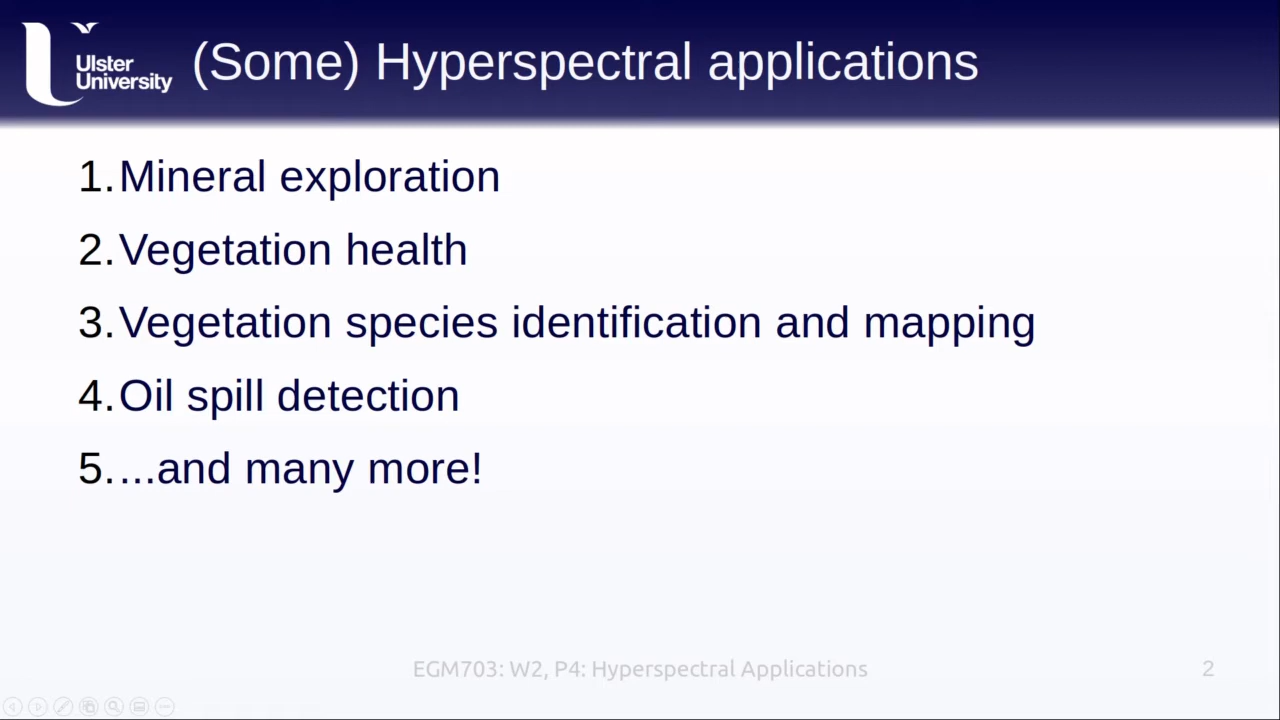 Ulster
University
(Some) Hyperspectral applications
1. Mineral exploration
2. Vegetation health
3. Vegetation species identification and mapping
4. Oil spill detection
5. ...and many more!
EGM703: W2, P4: Hyperspectral Applications
2